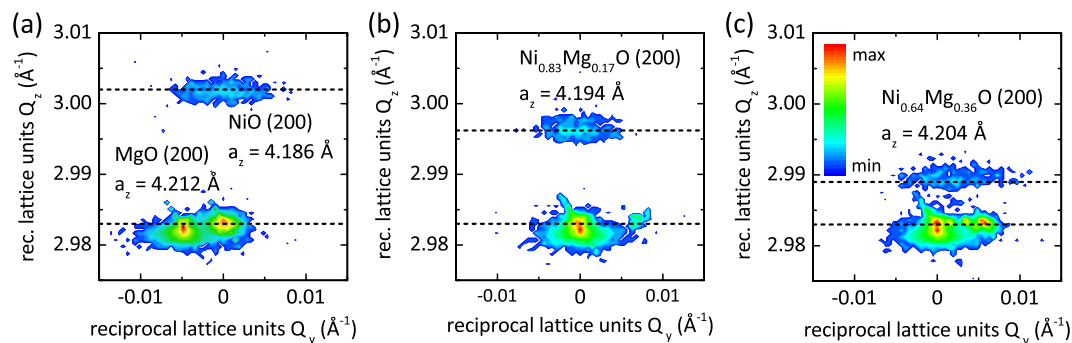 (a)
3.01
3.00
2.99
2.98
rec. lattice units Q_z (Å⁻¹)
NiO (200)
a_z = 4.186 Å
MgO (200)
a_z = 4.212 Å
-0.01 0 0.01
reciprocal lattice units Q_y (Å⁻¹)
(b)
3.01
3.00
2.99
2.98
rec. lattice units Q_z (Å⁻¹)
Ni₀.₈₃Mg₀.₁₇O (200)
a_z = 4.194 Å
-0.01 0 0.01
reciprocal lattice units Q_y (Å⁻¹)
(c)
3.01
3.00
2.99
2.98
rec. lattice units Q_z (Å⁻¹)
max
min
Ni₀.₆₄Mg₀.₃₆O (200)
a_z = 4.204 Å
-0.01 0 0.01
reciprocal lattice units Q_y (Å⁻¹)